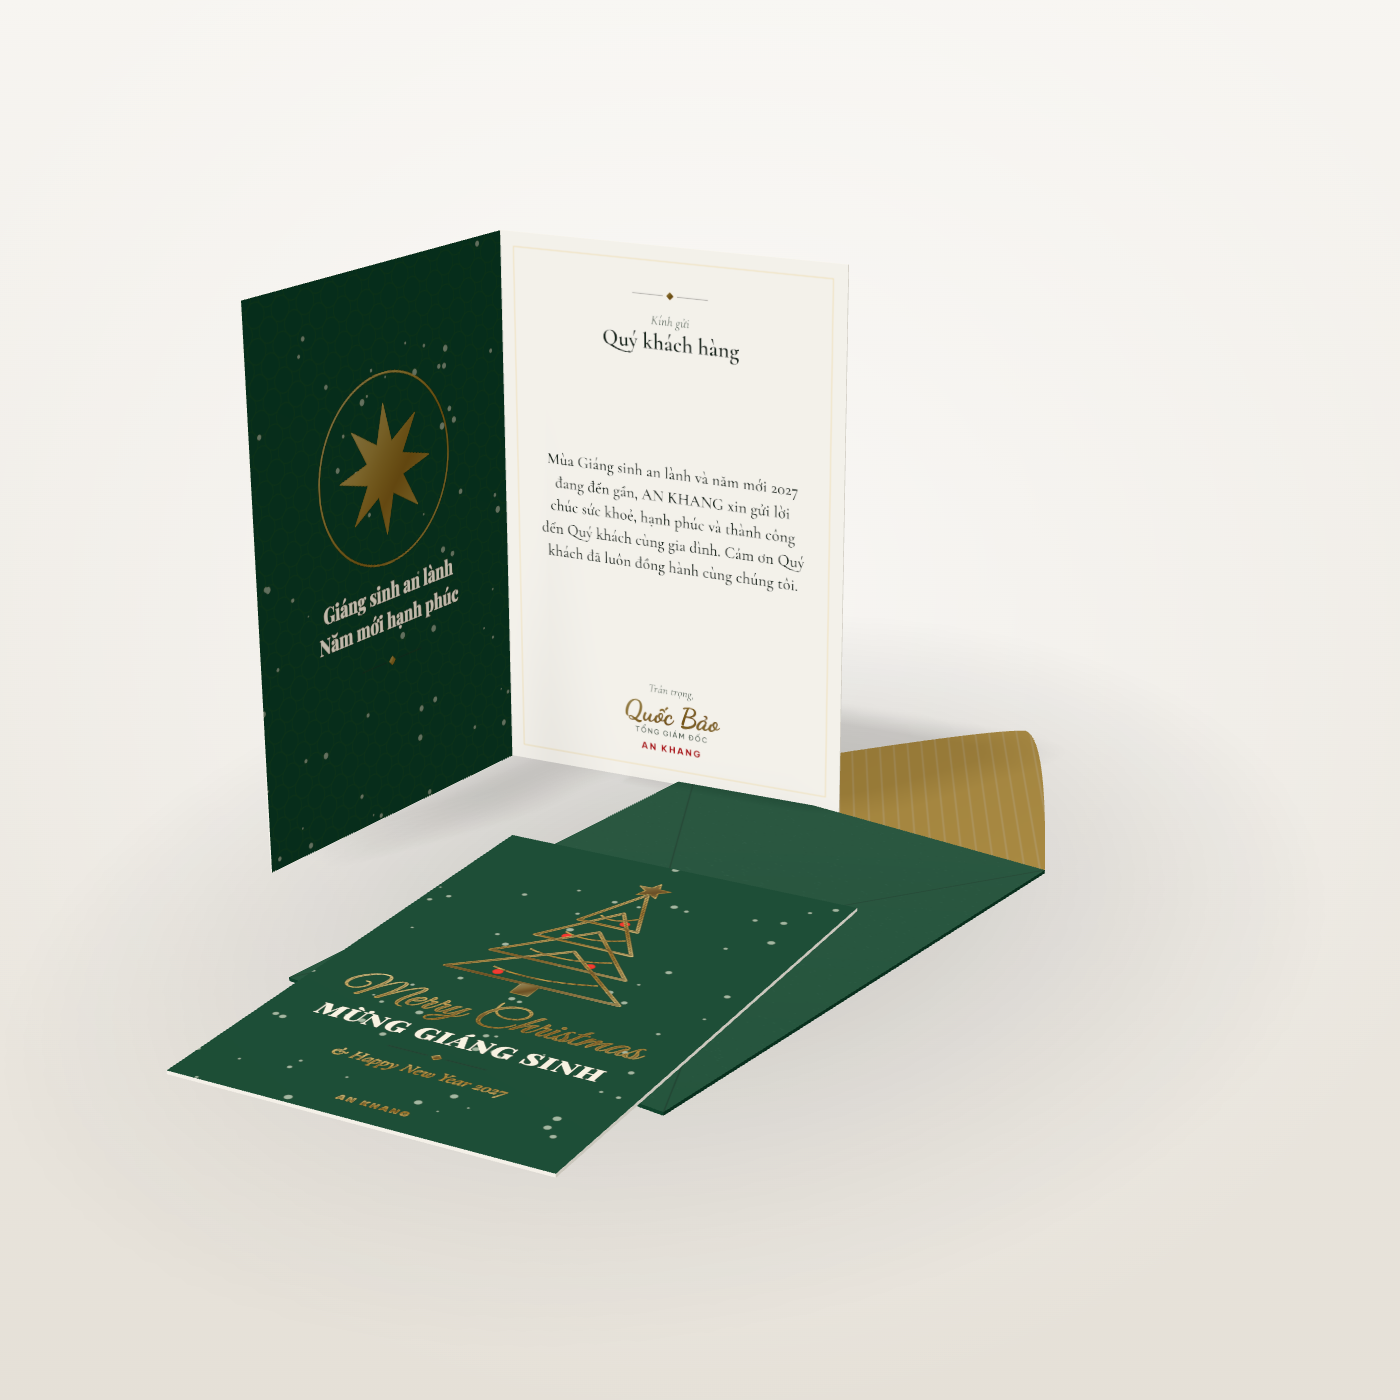 Giáng sinh an lành
Năm mới hạnh phúc
Kính gửi
Quý khách hàng
Mùa Giáng sinh an lành và năm mới 2027
đang đến gần, AN KHANG xin gửi lời
chúc sức khoẻ, hạnh phúc và thành công
đến Quý khách cùng gia đình. Cảm ơn Quý
khách đã luôn đồng hành cùng chúng tôi.
Trân trọng,
Quốc Bảo
TỔNG GIÁM ĐỐC
AN KHANG
Merry Christmas
MỪNG GIÁNG SINH
& Happy New Year 2027
AN KHANG